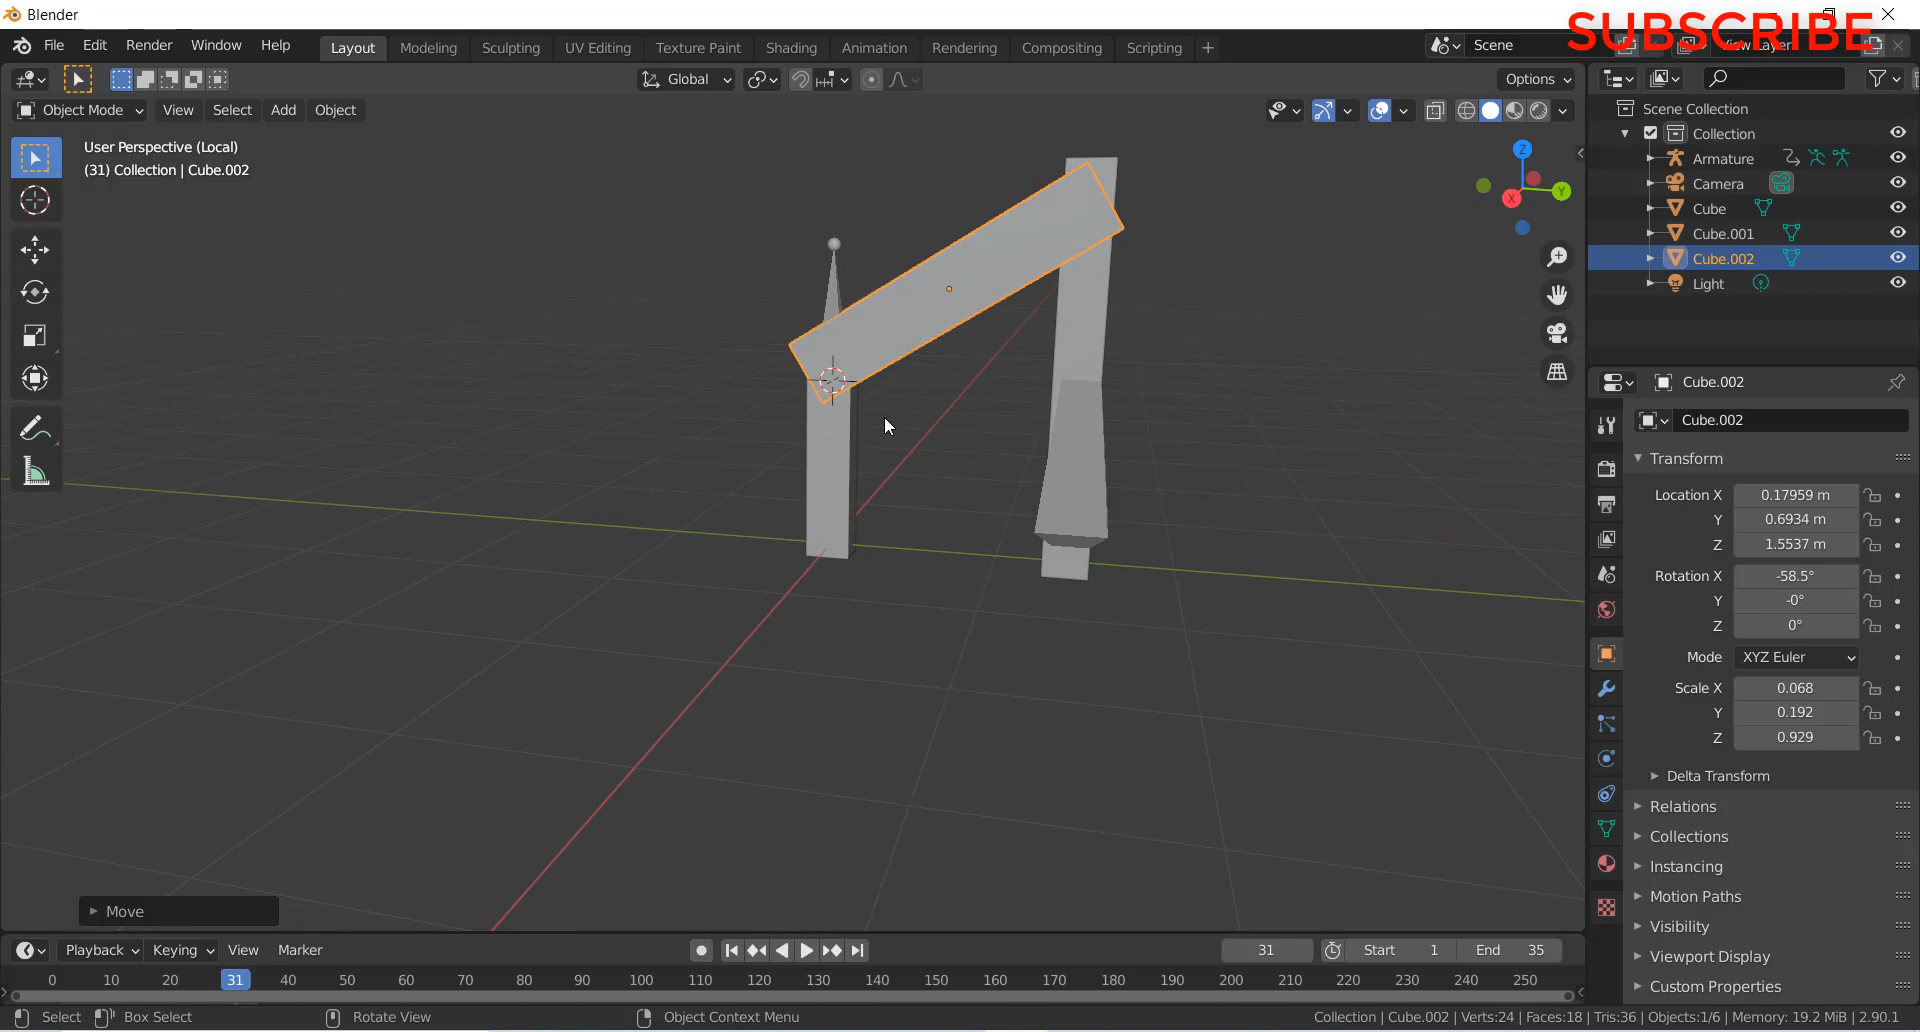 Blender
SUBSCRIBE
File Edit Render Window Help
Layout Modeling Sculpting UV Editing Texture Paint Shading Animation Rendering Compositing Scripting +
Scene
View Layer
Global
Options
Object Mode View Select Add Object
User Perspective (Local)
(31) Collection | Cube.002
Z
Y
X
Scene Collection
Collection
Armature
Camera
Cube
Cube.001
Cube.002
Light
Cube.002
Cube.002
Transform
Location X 0.17959 m
Y 0.6934 m
Z 1.5537 m
Rotation X -58.5°
Y -0°
Z 0°
Mode XYZ Euler
Scale X 0.068
Y 0.192
Z 0.929
Delta Transform
Relations
Collections
Instancing
Motion Paths
Visibility
Viewport Display
Custom Properties
Move
Playback Keying View Marker
31 Start 1 End 35
0 10 20 31 40 50 60 70 80 90 100 110 120 130 140 150 160 170 180 190 200 210 220 230 240 250
Select Box Select Rotate View Object Context Menu
Collection | Cube.002 | Verts:24 | Faces:18 | Tris:36 | Objects:1/6 | Memory: 19.2 MiB | 2.90.1